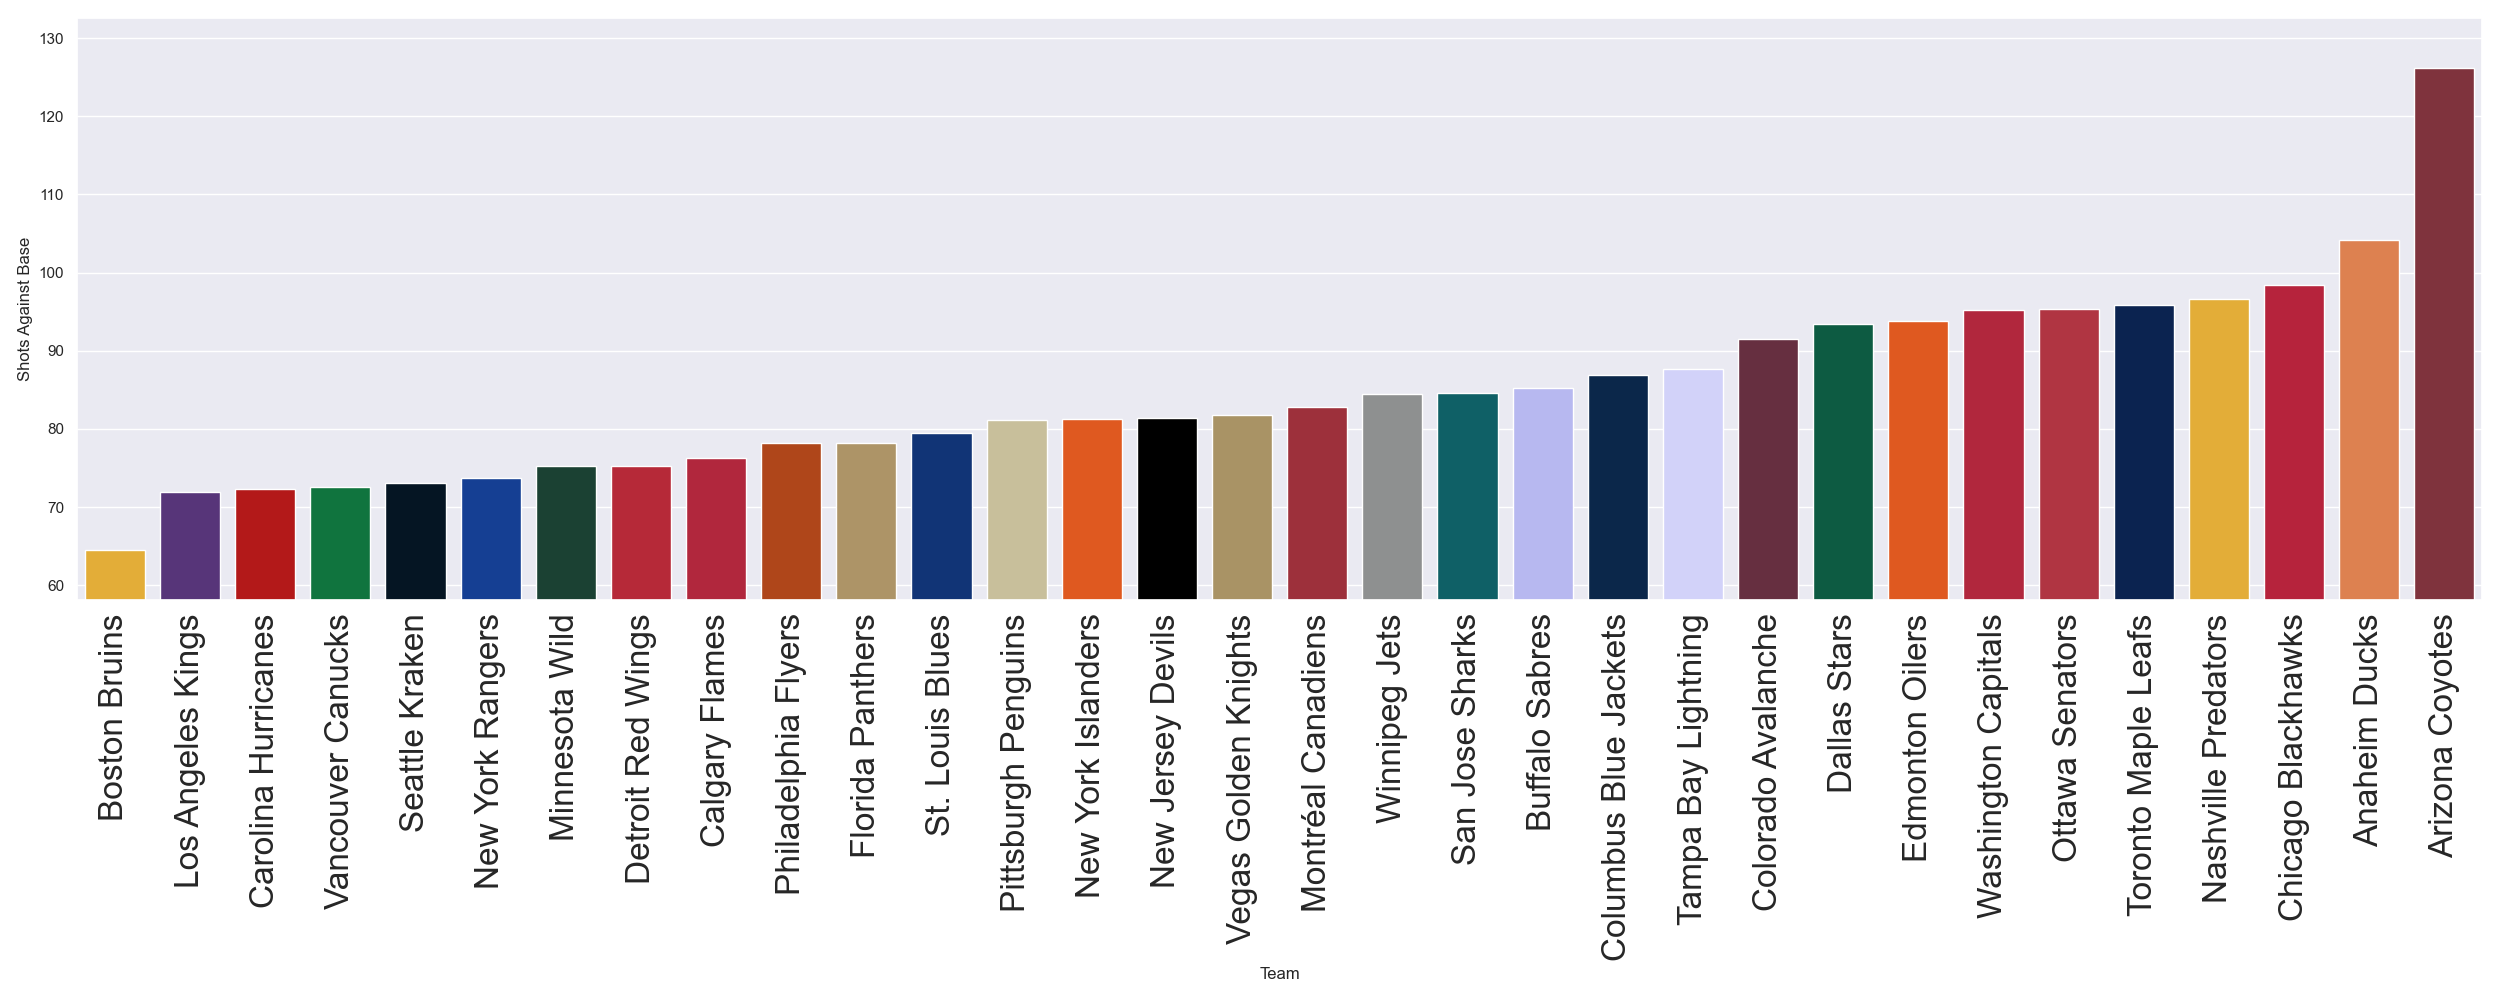 130
120
110
100
90
80
70
60
Shots Against Base
Boston Bruins
Los Angeles Kings
Carolina Hurricanes
Vancouver Canucks
Seattle Kraken
New York Rangers
Minnesota Wild
Detroit Red Wings
Calgary Flames
Philadelphia Flyers
Florida Panthers
St. Louis Blues
Pittsburgh Penguins
New York Islanders
New Jersey Devils
Vegas Golden Knights
Montréal Canadiens
Winnipeg Jets
San Jose Sharks
Buffalo Sabres
Columbus Blue Jackets
Tampa Bay Lightning
Colorado Avalanche
Dallas Stars
Edmonton Oilers
Washington Capitals
Ottawa Senators
Toronto Maple Leafs
Nashville Predators
Chicago Blackhawks
Anaheim Ducks
Arizona Coyotes
Team